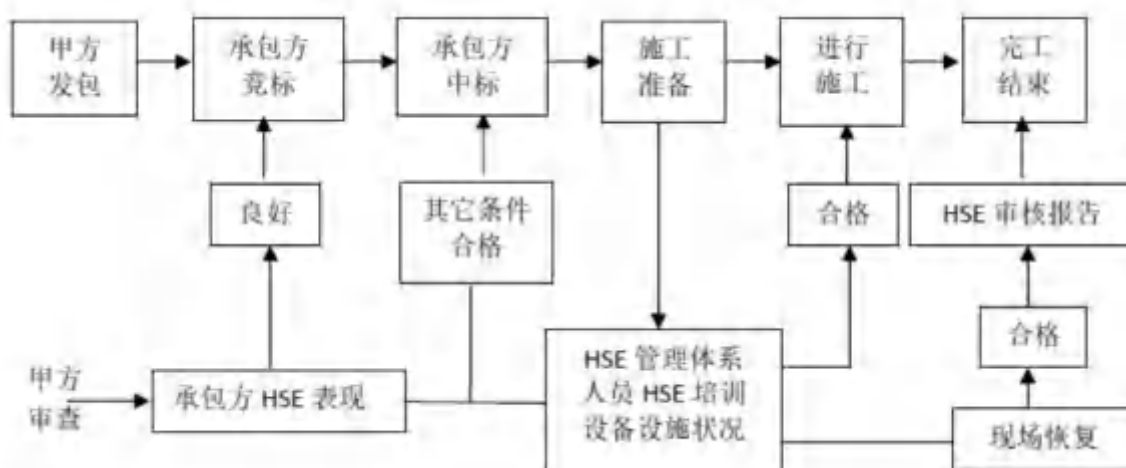 甲方
发包
承包方
竞标
承包方
中标
施工
准备
进行
施工
完工
结束
良好
其它条件
合格
合格
HSE 审核报告
合格
甲方
审查
承包方 HSE 表现
HSE 管理体系
人员 HSE 培训
设备设施状况
现场恢复